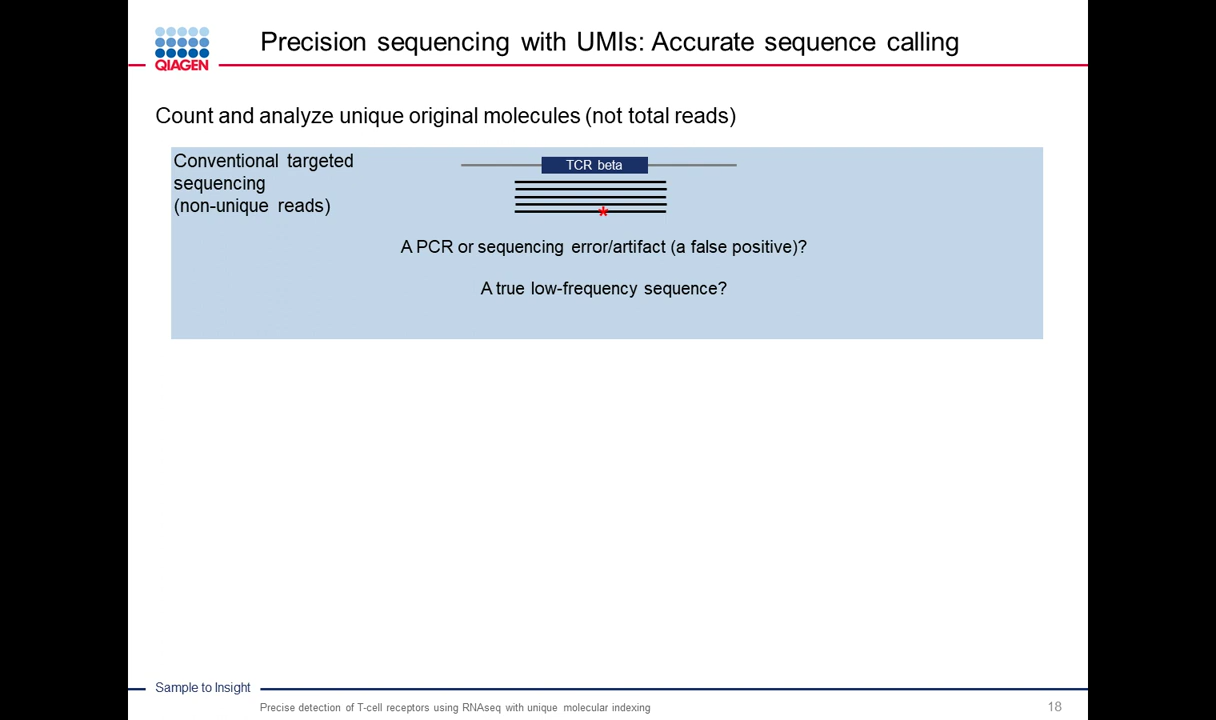 Precision sequencing with UMIs: Accurate sequence calling
QIAGEN
Count and analyze unique original molecules (not total reads)
Conventional targeted
sequencing
(non-unique reads)
TCR beta
*
A PCR or sequencing error/artifact (a false positive)?
A true low-frequency sequence?
Sample to Insight
Precise detection of T-cell receptors using RNAseq with unique molecular indexing
18